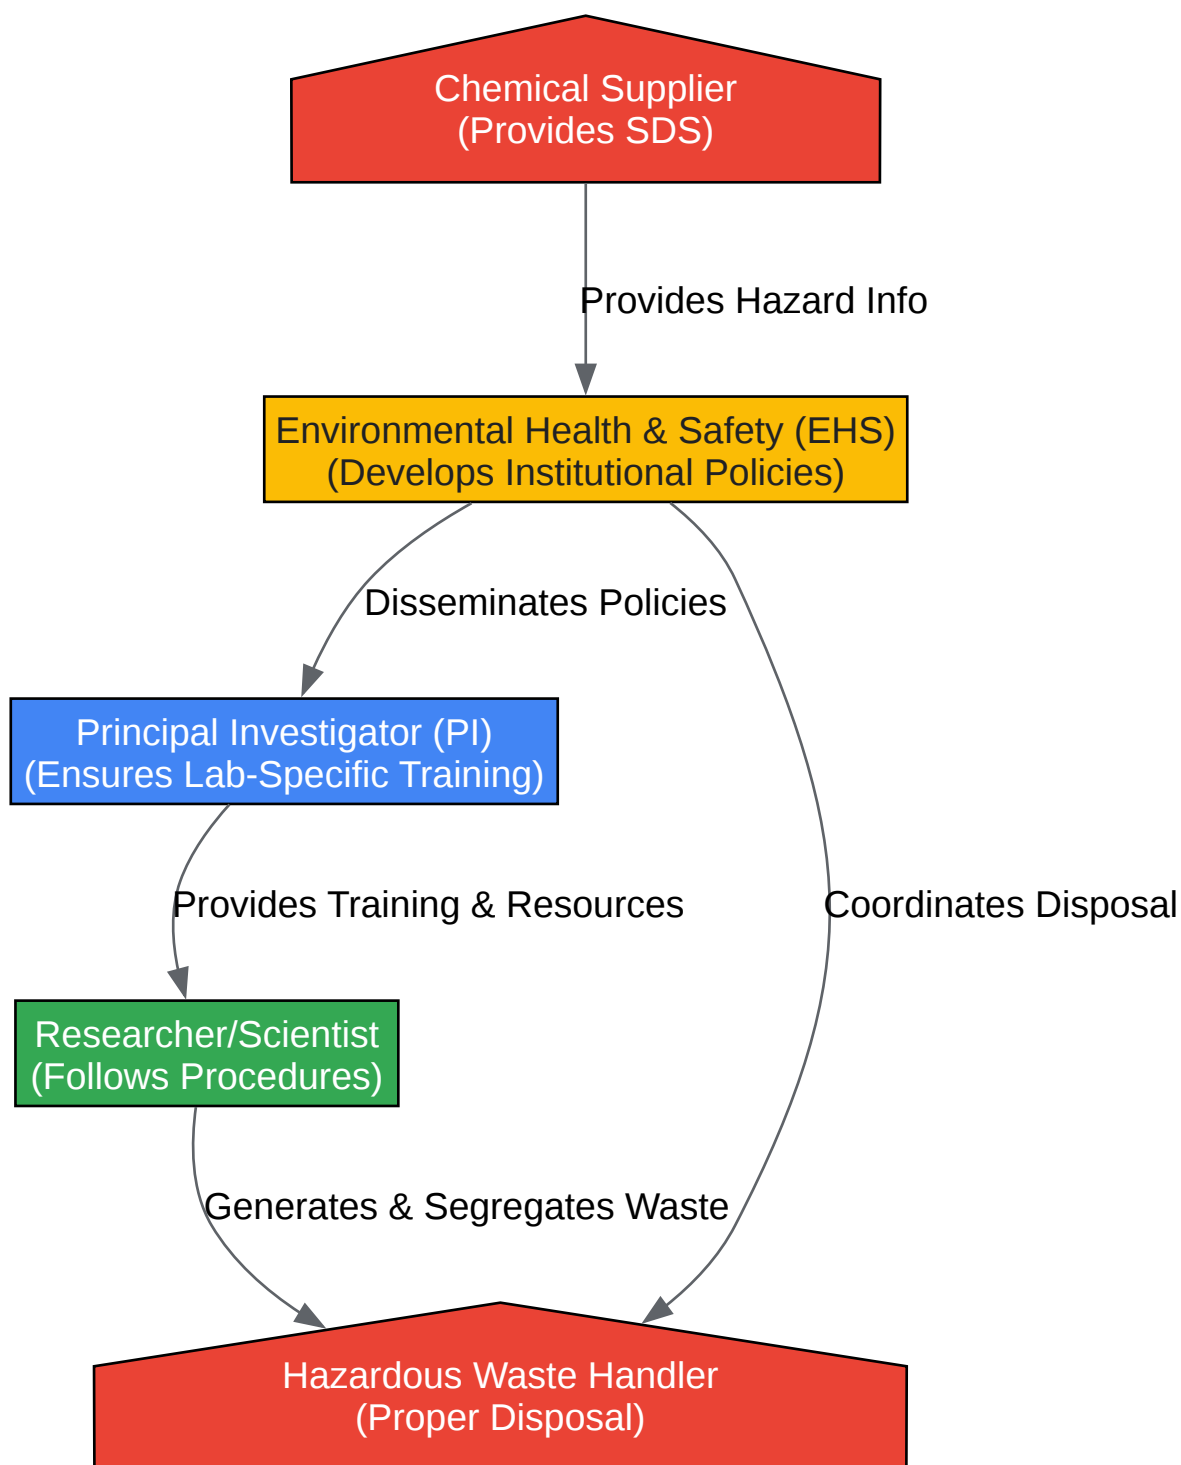 Chemical Supplier
(Provides SDS)
Provides Hazard Info
Environmental Health & Safety (EHS)
(Develops Institutional Policies)
Disseminates Policies
Principal Investigator (PI)
(Ensures Lab-Specific Training)
Provides Training & Resources
Coordinates Disposal
Researcher/Scientist
(Follows Procedures)
Generates & Segregates Waste
Hazardous Waste Handler
(Proper Disposal)